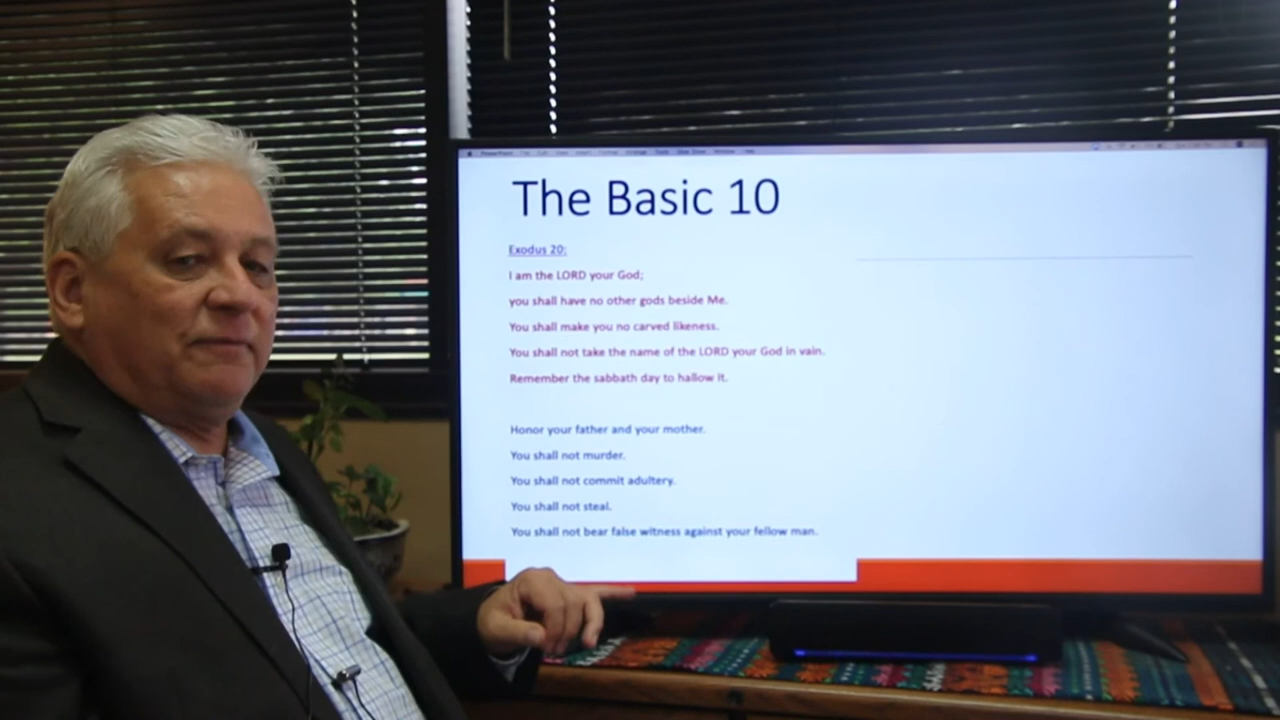 PowerPoint
The Basic 10
Exodus 20:
I am the LORD your God;
you shall have no other gods beside Me.
You shall make you no carved likeness.
You shall not take the name of the LORD your God in vain.
Remember the sabbath day to hallow it.
Honor your father and your mother.
You shall not murder.
You shall not commit adultery.
You shall not steal.
You shall not bear false witness against your fellow man.